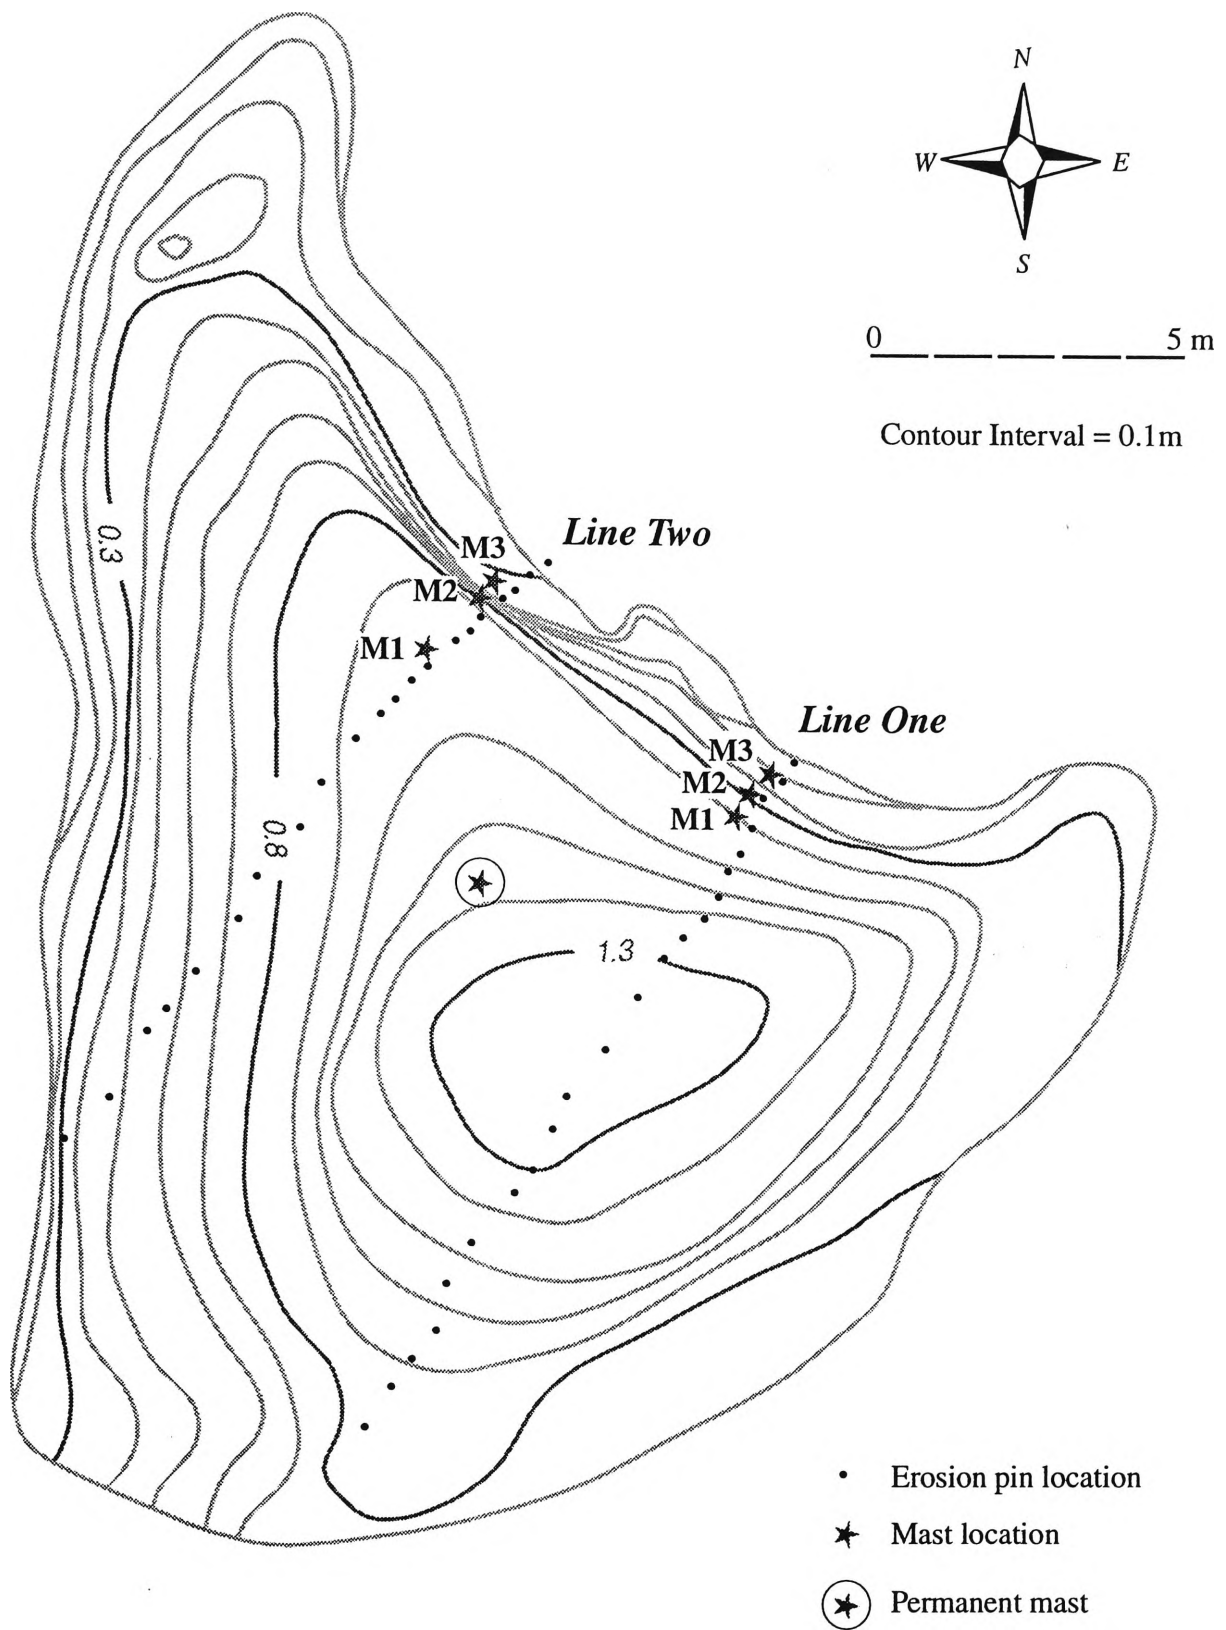 N
W E
S
0 5 m
Contour Interval = 0.1m
0.3
Line Two
M3
M2
M1
Line One
M3
M2
M1
0.8
1.3
Erosion pin location
Mast location
Permanent mast